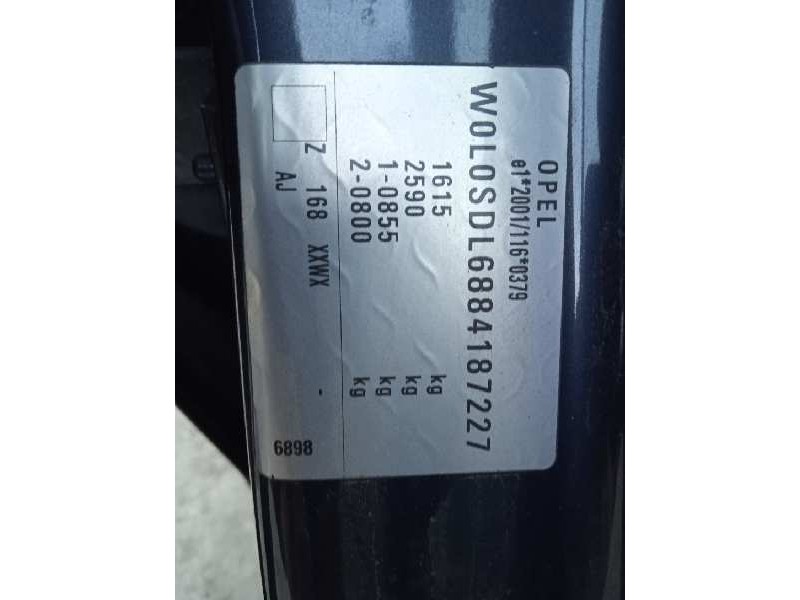 OPEL
e1*2001/116*0379
W0L0SDL6884187227
1615 kg
2590 kg
1-0855 kg
2-0800 kg
Z 168 XXWX -
AJ 6898